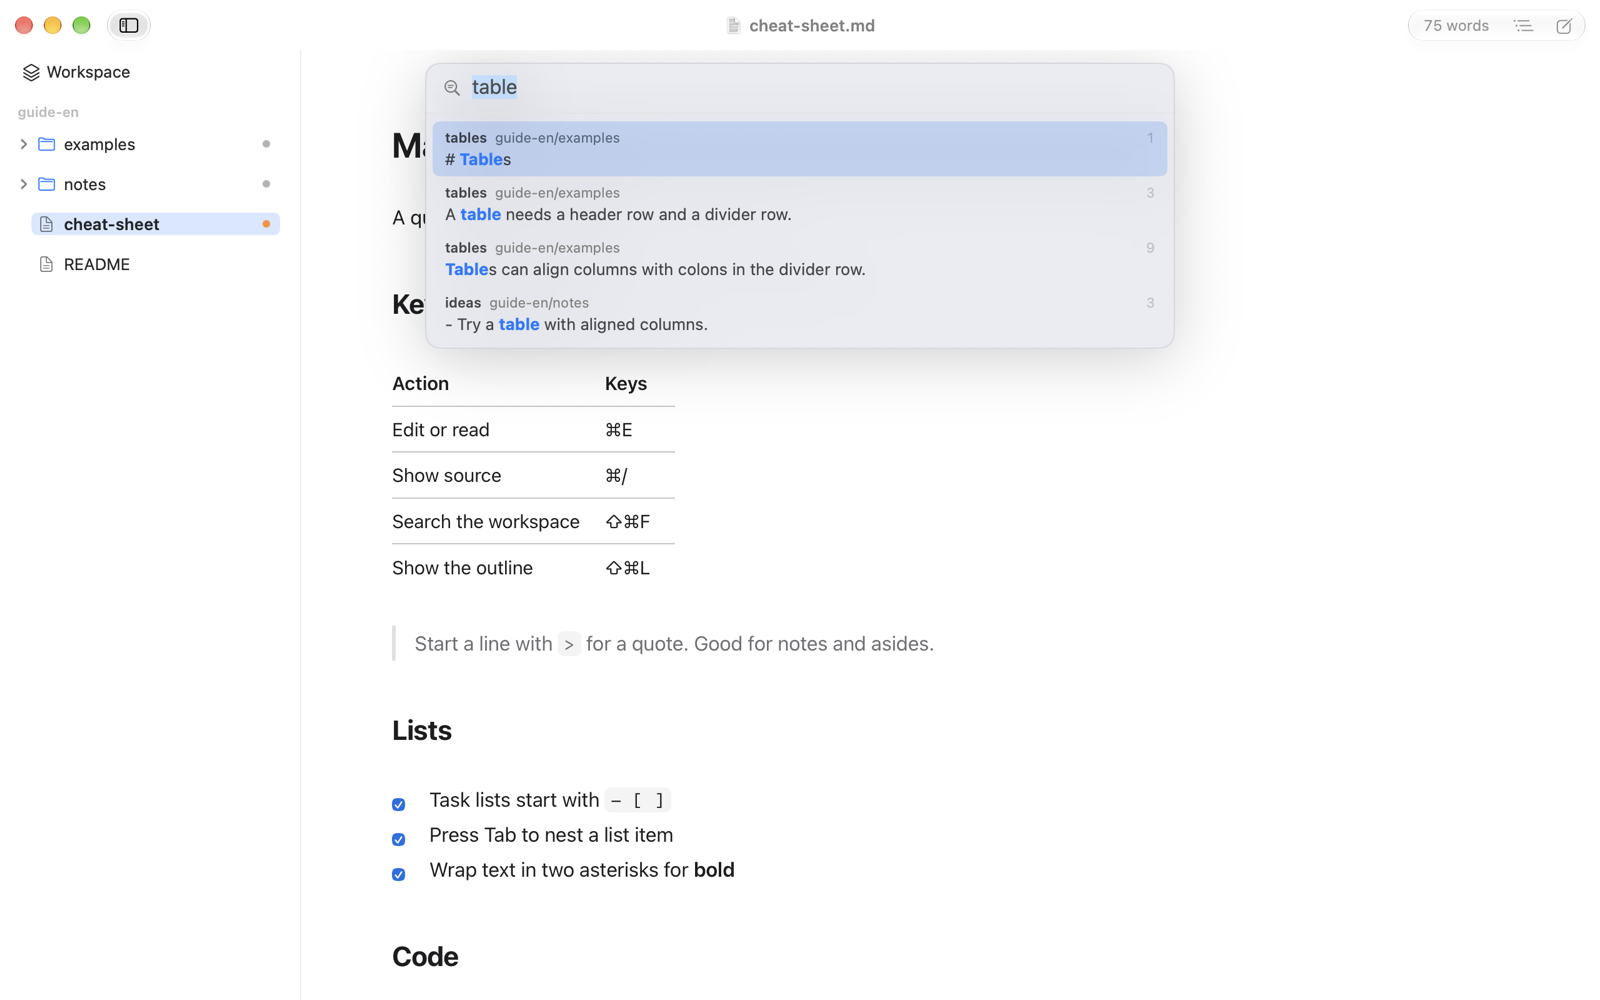 cheat-sheet.md
75 words
Workspace
guide-en
examples
notes
cheat-sheet
README
table
tables guide-en/examples 1
# Tables
tables guide-en/examples 3
A table needs a header row and a divider row.
tables guide-en/examples 9
Tables can align columns with colons in the divider row.
ideas guide-en/notes 3
- Try a table with aligned columns.
Action Keys
Edit or read ⌘E
Show source ⌘/
Search the workspace ⇧⌘F
Show the outline ⇧⌘L
Start a line with > for a quote. Good for notes and asides.
Lists
Task lists start with - [ ]
Press Tab to nest a list item
Wrap text in two asterisks for bold
Code